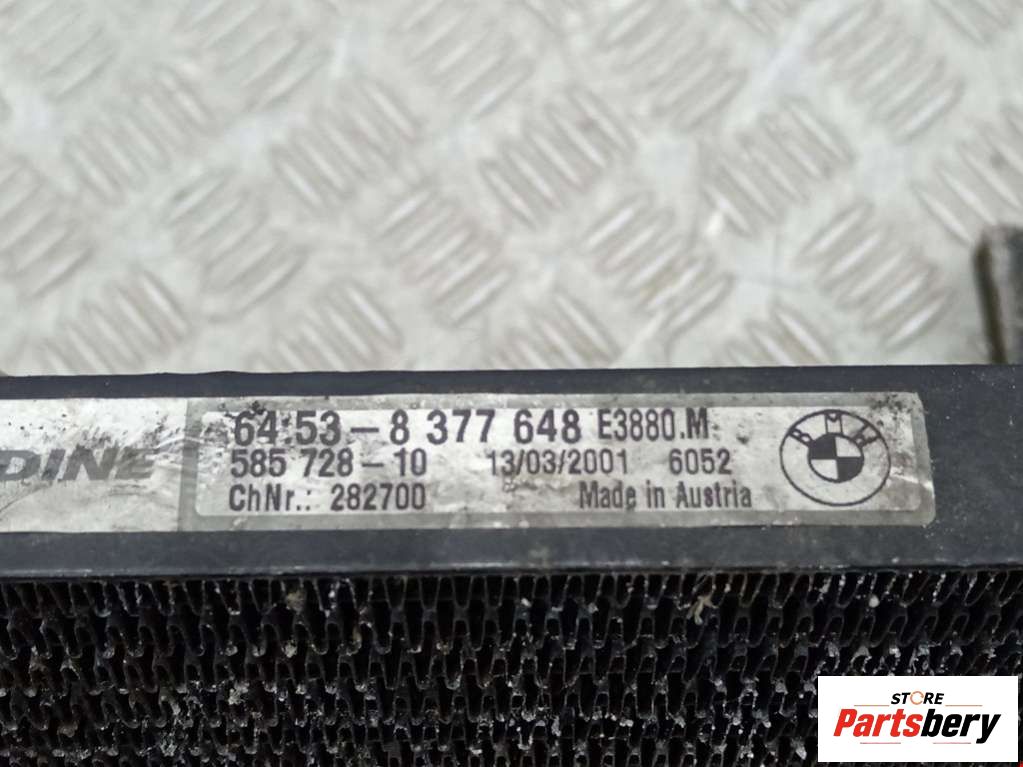 64.53-8 377 648 E3880.M
DINE
585 728-10 13/03/2001 6052
ChNr.: 282700 Made in Austria
BMW
STORE
Partsbery